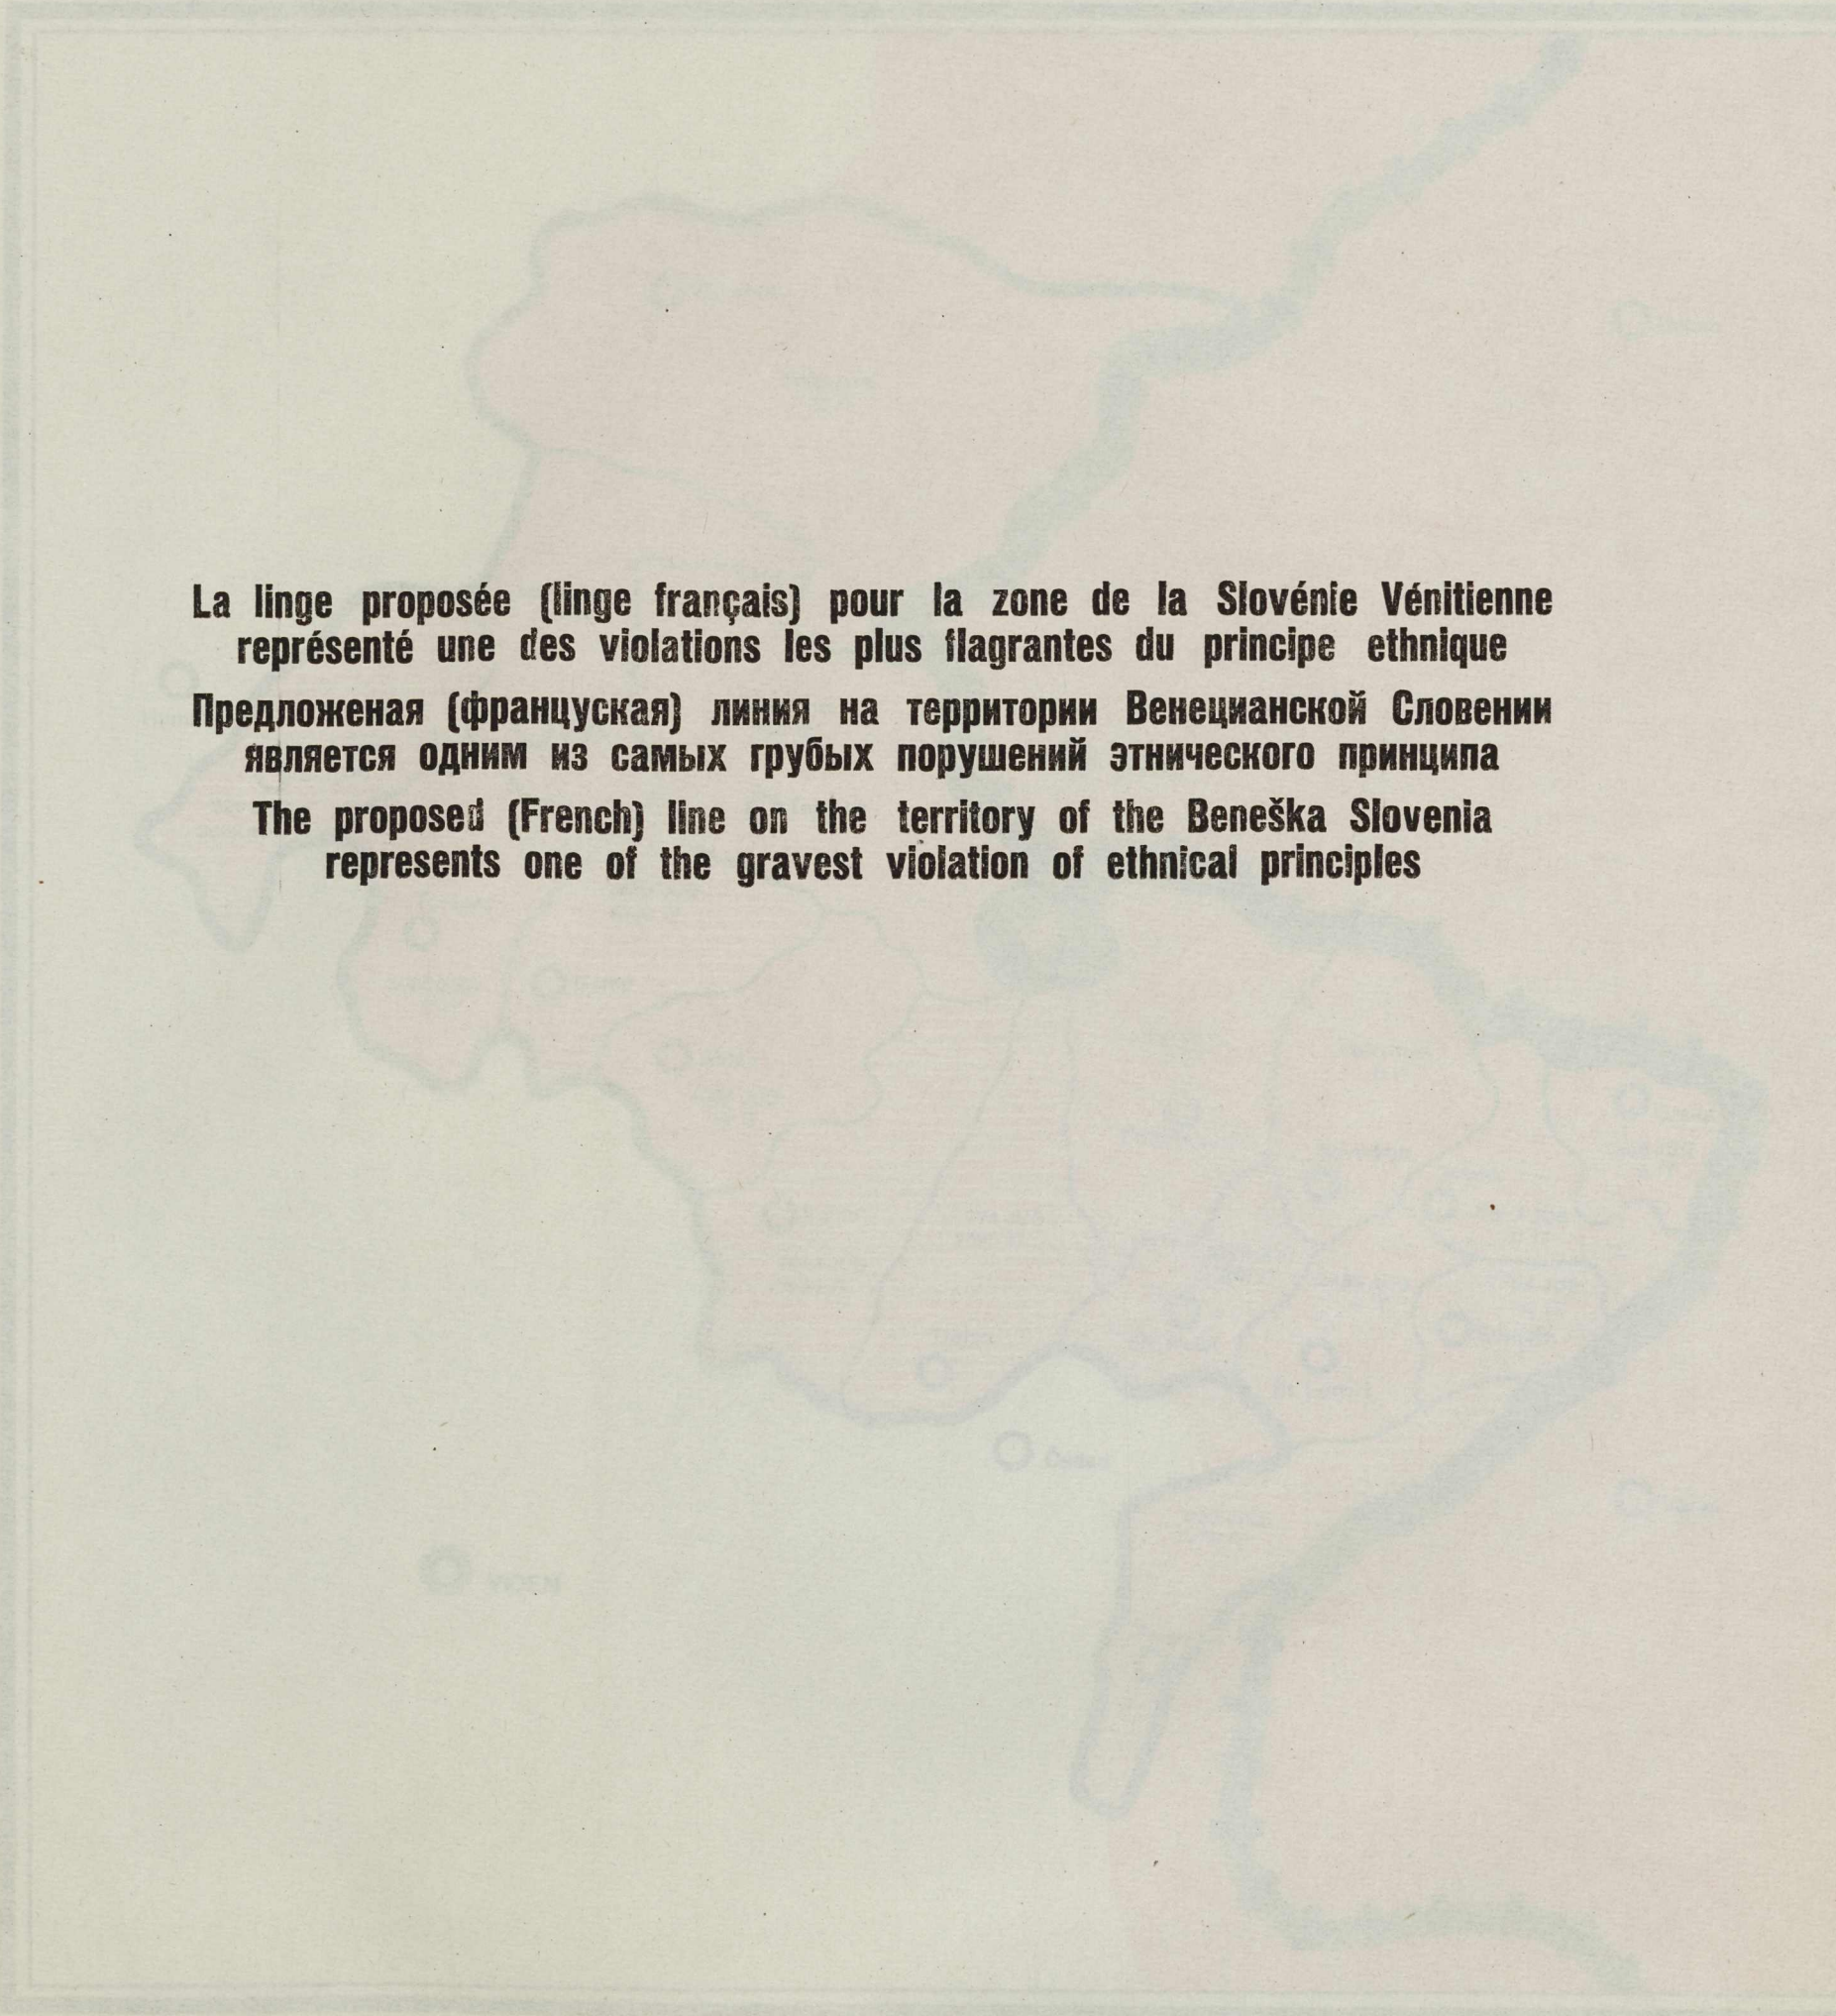 La linge proposée (linge français) pour la zone de la Slovénie Vénitienne
représenté une des violations les plus flagrantes du principe ethnique
Предложеная (француская) линия на территории Венецианской Словении
является одним из самых грубых порушений этнического принципа
The proposed (French) line on the territory of the Beneška Slovenia
represents one of the gravest violation of ethnical principles